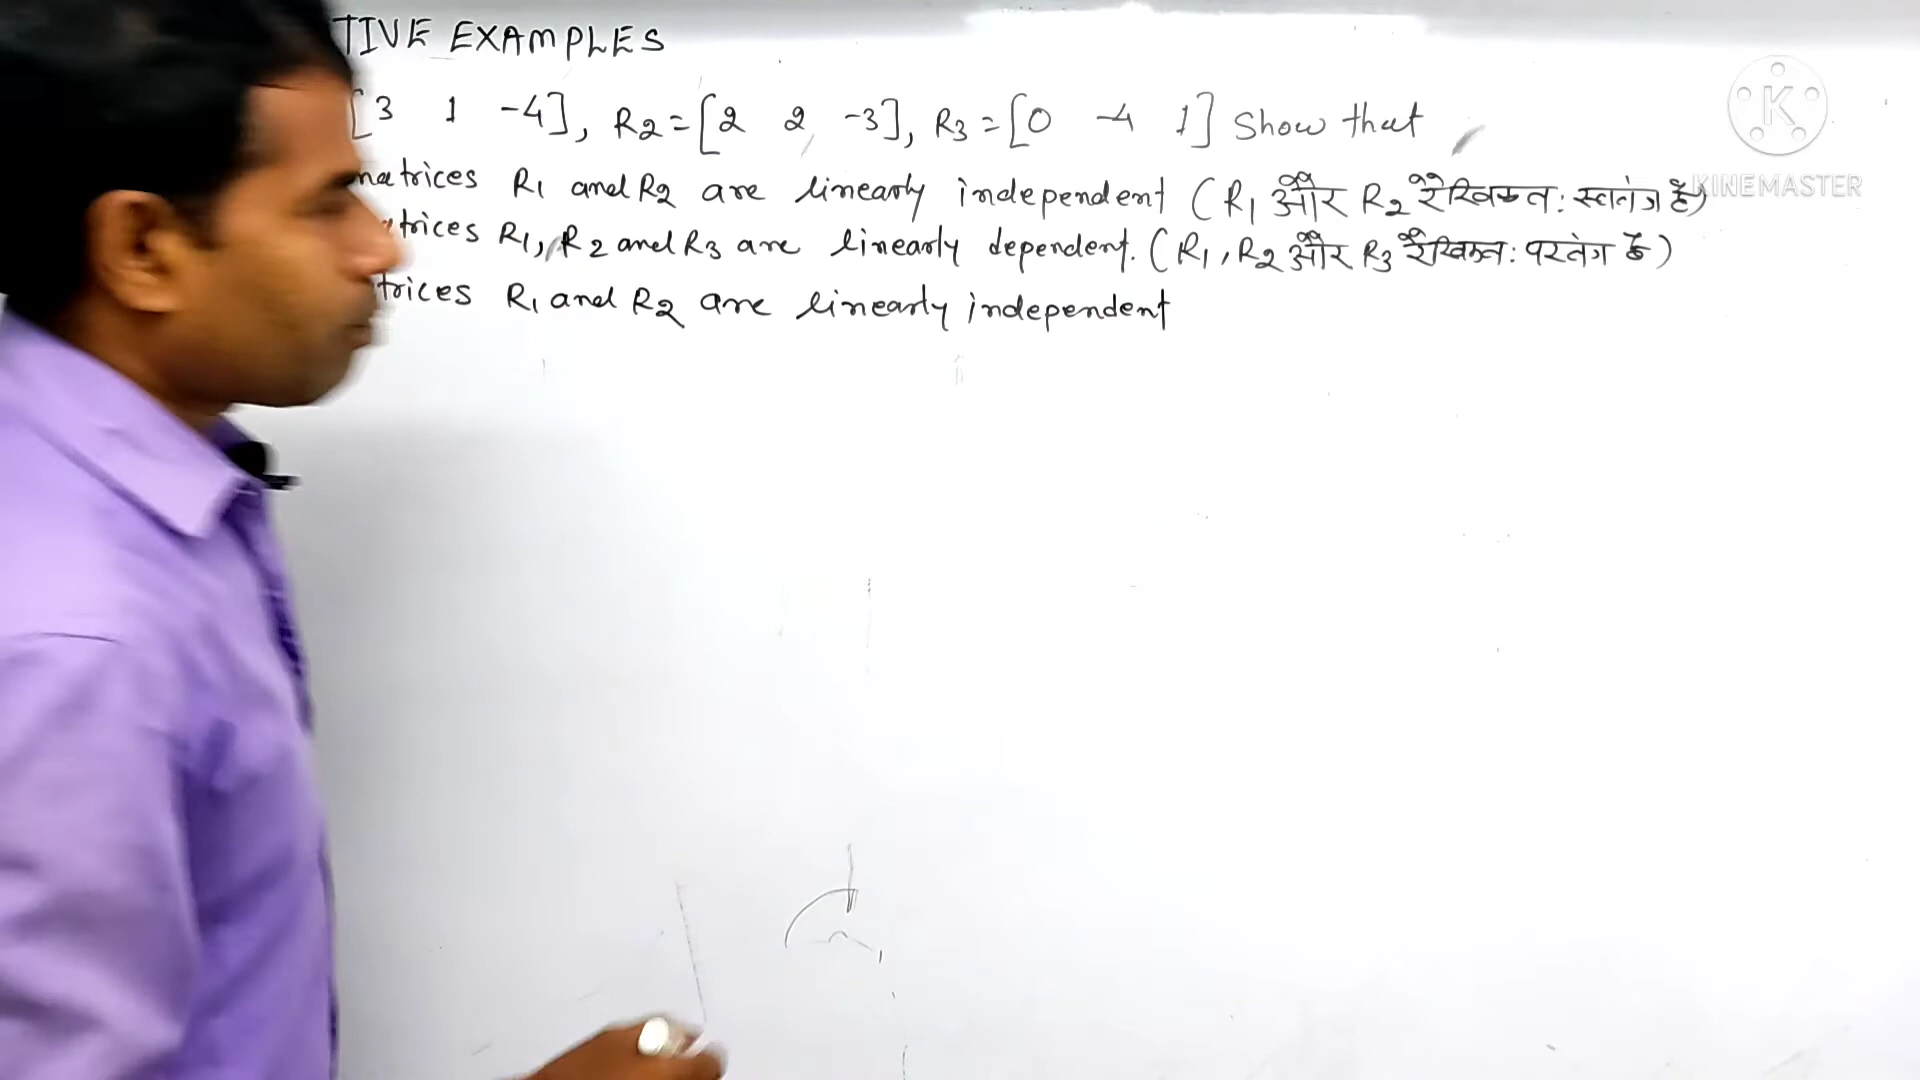 TIVE EXAMPLES
[3 1 -4], R2=[2 2 -3], R3=[0 -4 1] Show that
matrices R1 and R2 are linearly independent (R1 और R2 रैखिकत: स्वतंत्र है)
trices R1, R2 and R3 are linearly dependent. (R1, R2 और R3 रैखिकत: परतंत्र है)
trices R1 and R2 are linearly independent
KINEMASTER